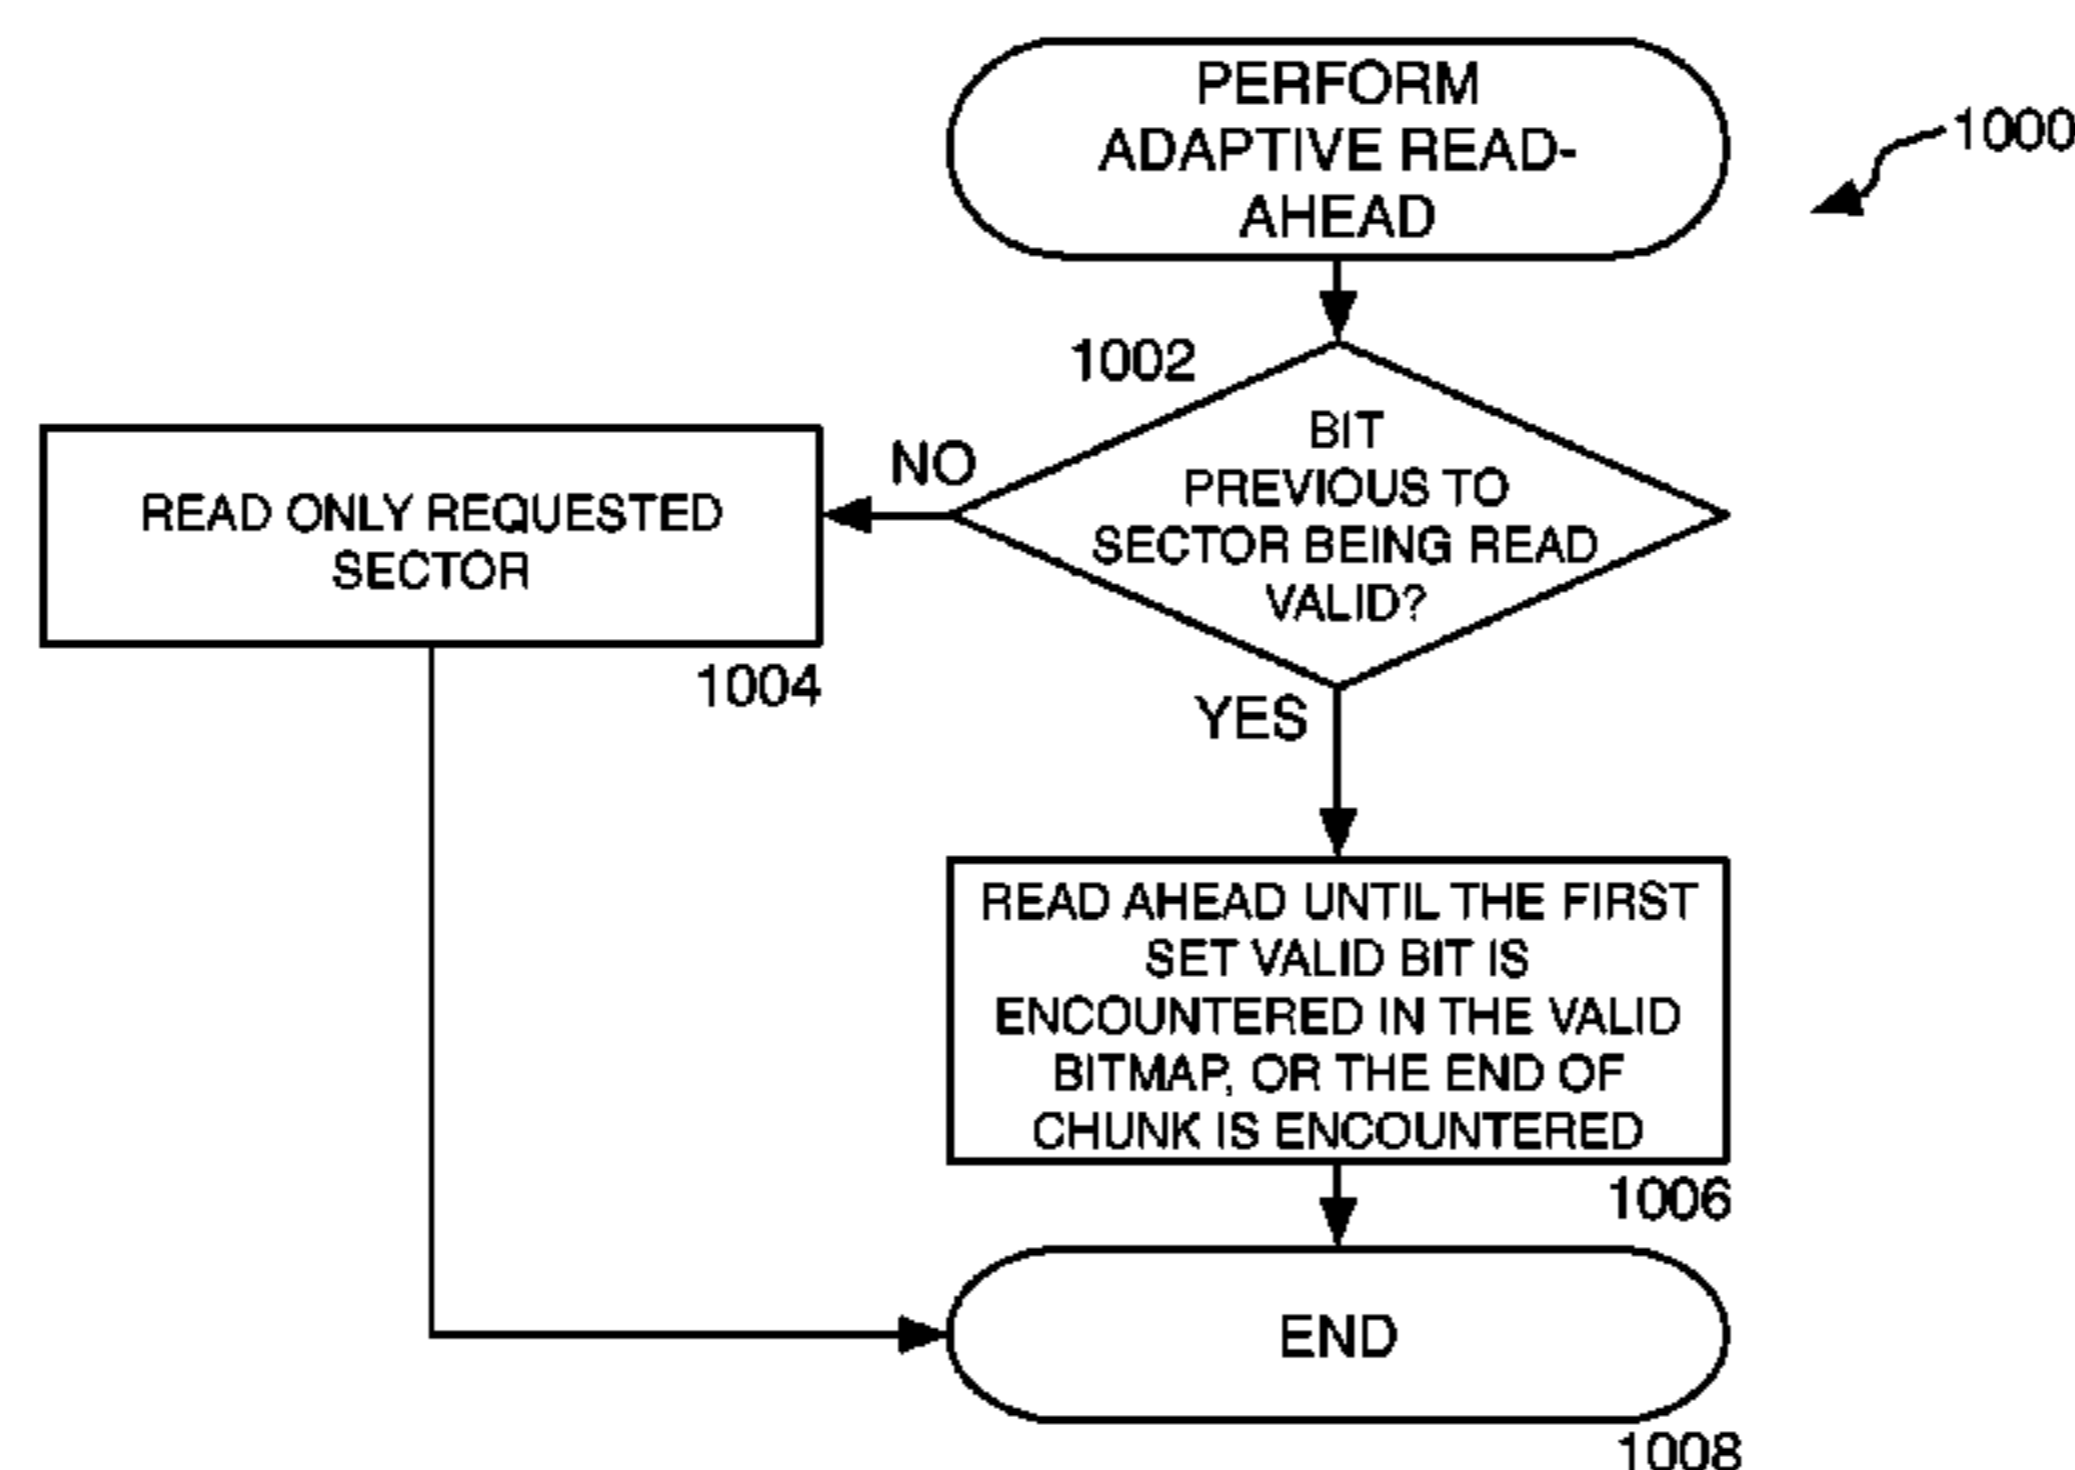 PERFORM
ADAPTIVE READ-
AHEAD
1000
1002
BIT
PREVIOUS TO
SECTOR BEING READ
VALID?
NO
READ ONLY REQUESTED
SECTOR
1004
YES
READ AHEAD UNTIL THE FIRST
SET VALID BIT IS
ENCOUNTERED IN THE VALID
BITMAP, OR THE END OF
CHUNK IS ENCOUNTERED
1006
END
1008